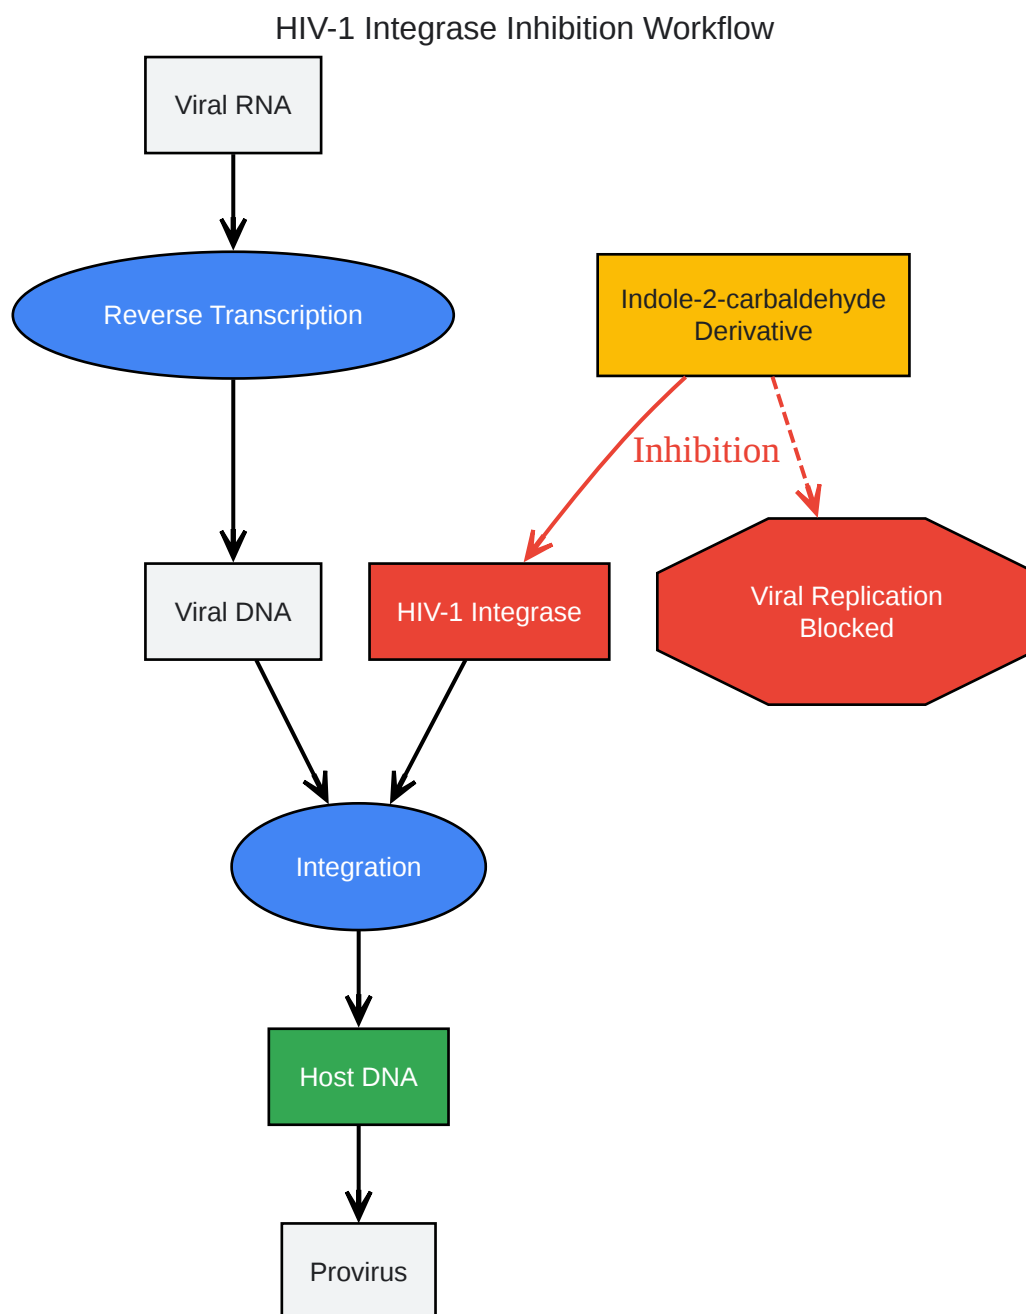 HIV-1 Integrase Inhibition Workflow
Viral RNA
Reverse Transcription
Indole-2-carbaldehyde
Derivative
Inhibition
Viral DNA
HIV-1 Integrase
Viral Replication
Blocked
Integration
Host DNA
Provirus